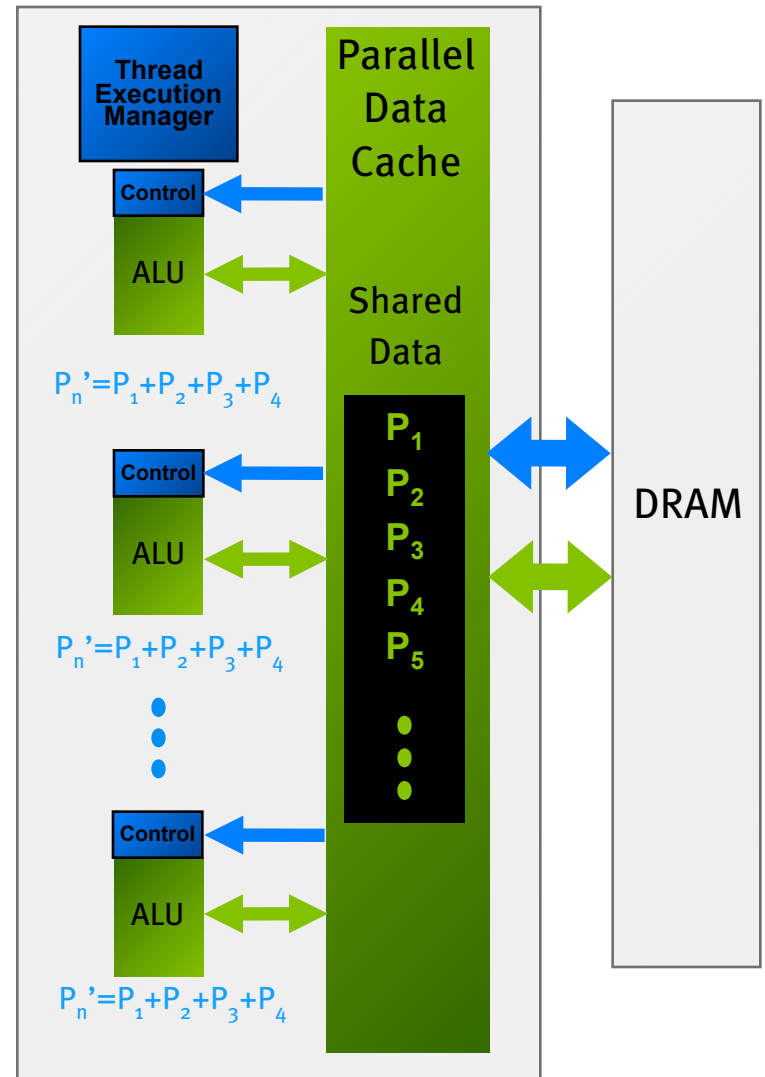 Thread
Execution
Manager
Control
ALU
Pₙ’=P₁+P₂+P₃+P₄
Control
ALU
Pₙ’=P₁+P₂+P₃+P₄
Control
ALU
Pₙ’=P₁+P₂+P₃+P₄
Parallel
Data
Cache
Shared
Data
P₁
P₂
P₃
P₄
P₅
DRAM